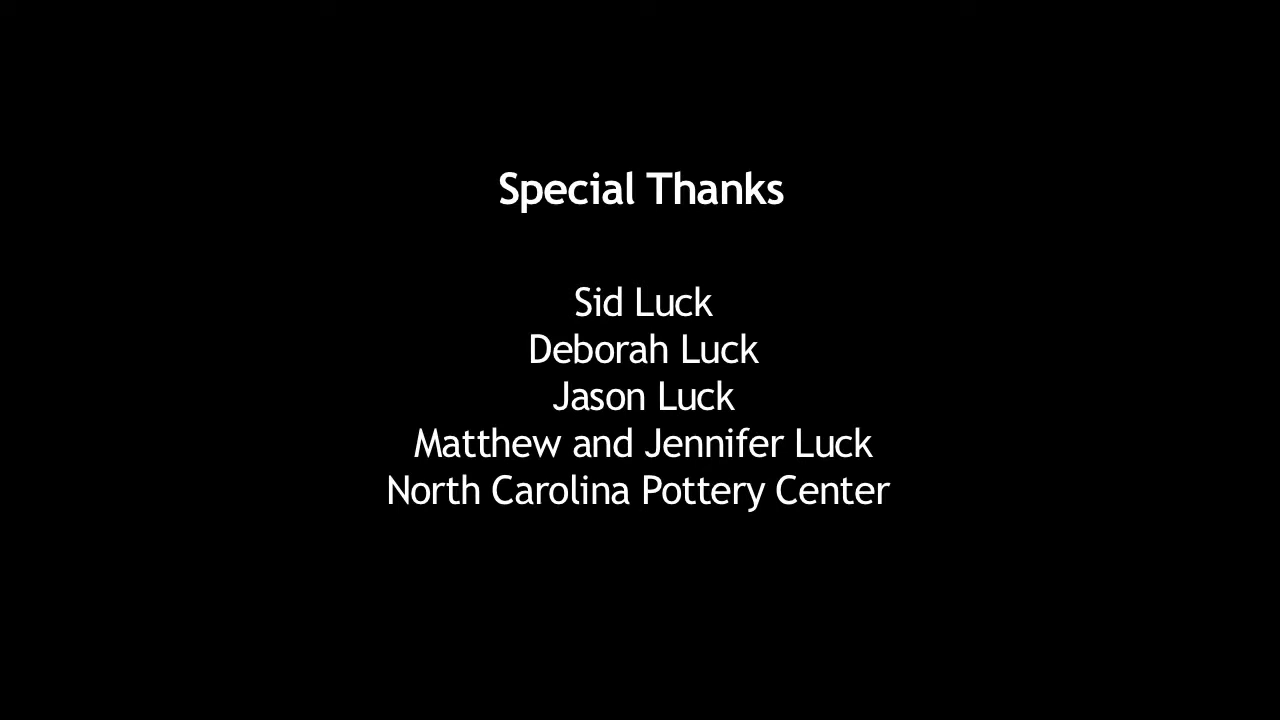 Special Thanks
Sid Luck
Deborah Luck
Jason Luck
Matthew and Jennifer Luck
North Carolina Pottery Center